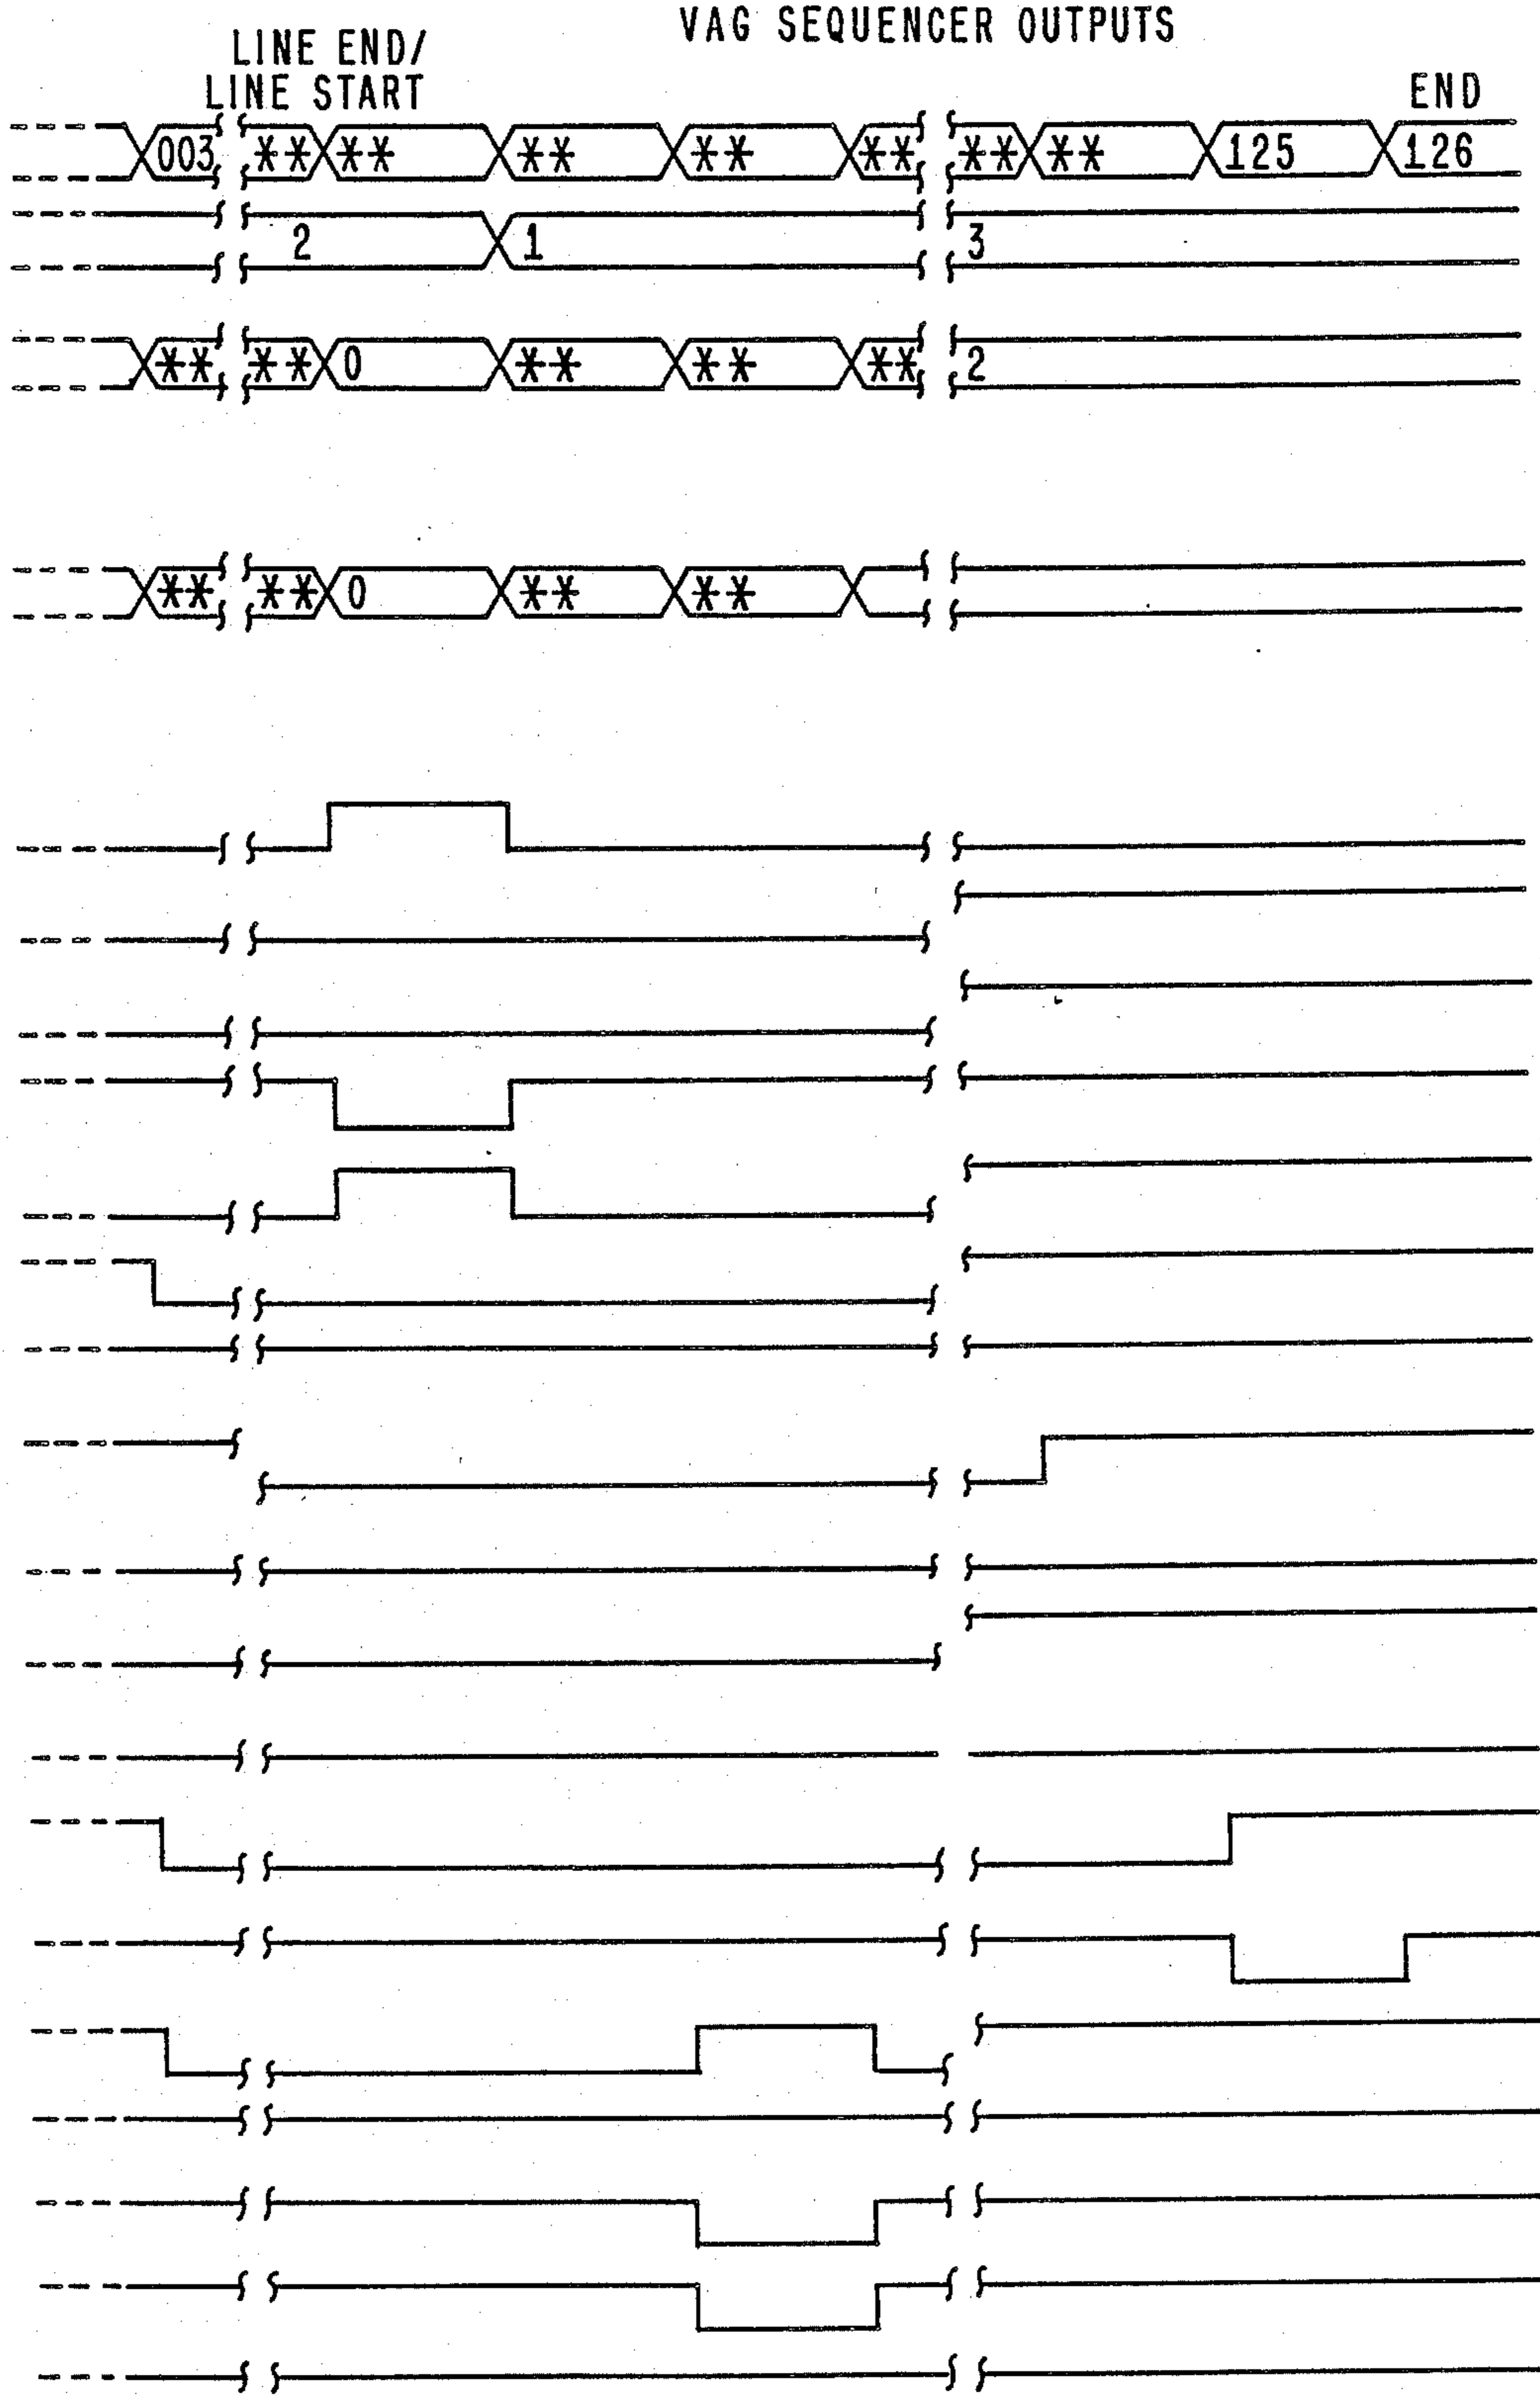 VAG SEQUENCER OUTPUTS
LINE END/
LINE START
END
003 ** ** ** ** ** ** ** 125 126
2 1 3
** ** 0 ** ** ** 2
** ** 0 ** **